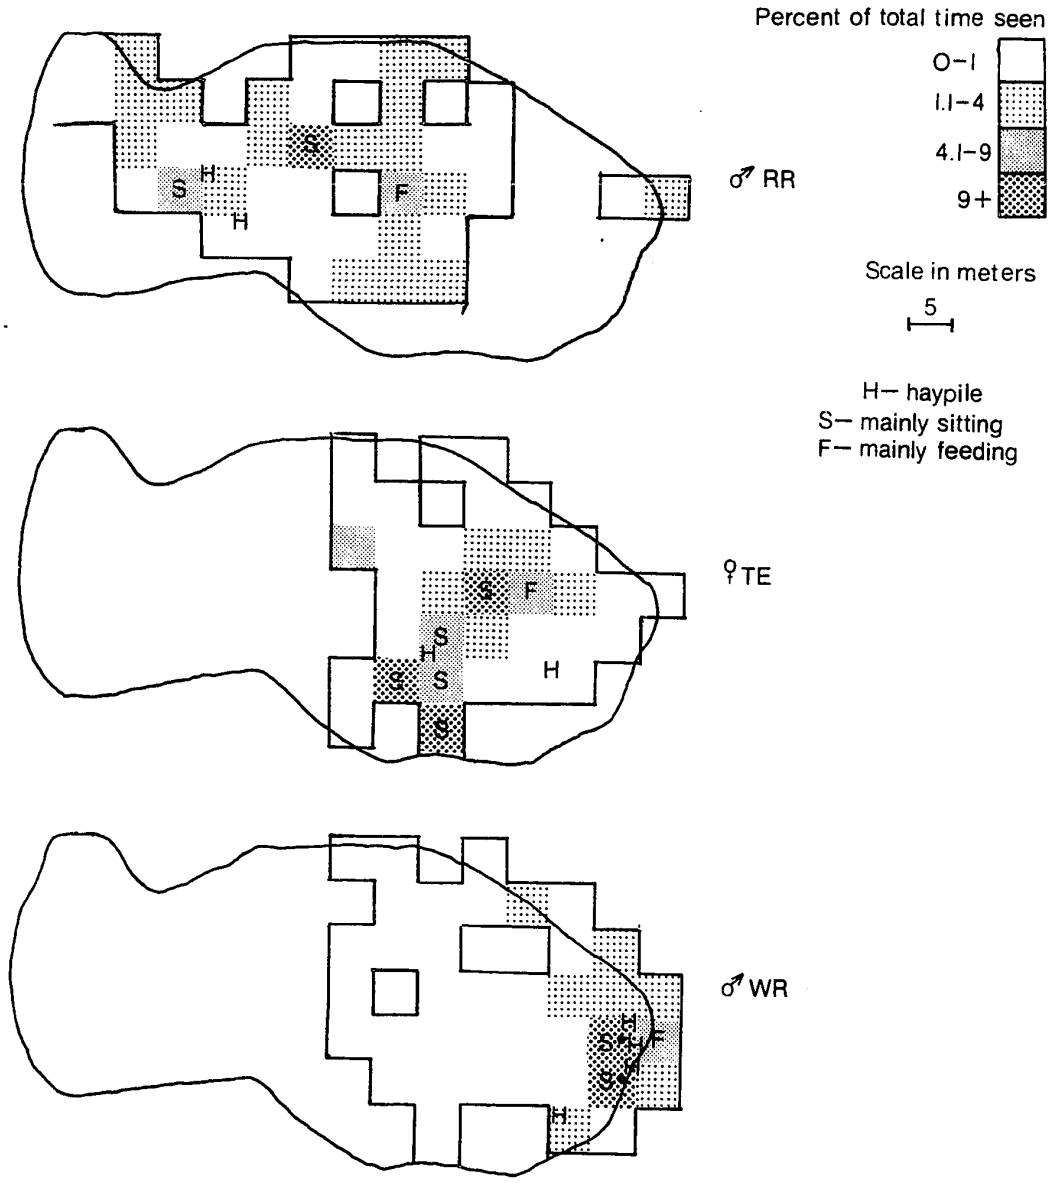 Percent of total time seen
0-1
1.1-4
4.1-9
9+
Scale in meters
5
H— haypile
S— mainly sitting
F— mainly feeding
♂ RR
S
H
S
F
H
♀ TE
S
F
S
H
H
S
S
S
♂ WR
H
S
H
F
S
H
H